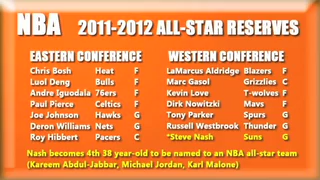 NBA 2011-2012 ALL-STAR RESERVES
EASTERN CONFERENCE WESTERN CONFERENCE
Chris Bosh Heat F LaMarcus Aldridge Blazers F
Luol Deng Bulls F Marc Gasol Grizzlies C
Andre Iguodala 76ers F Kevin Love T-wolves F
Paul Pierce Celtics F Dirk Nowitzki Mavs F
Joe Johnson Hawks G Tony Parker Spurs G
Deron Williams Nets G Russell Westbrook Thunder G
Roy Hibbert Pacers C *Steve Nash Suns G
Nash becomes 4th 38 year-old to be named to an NBA all-star team
(Kareem Abdul-Jabbar, Michael Jordan, Karl Malone)